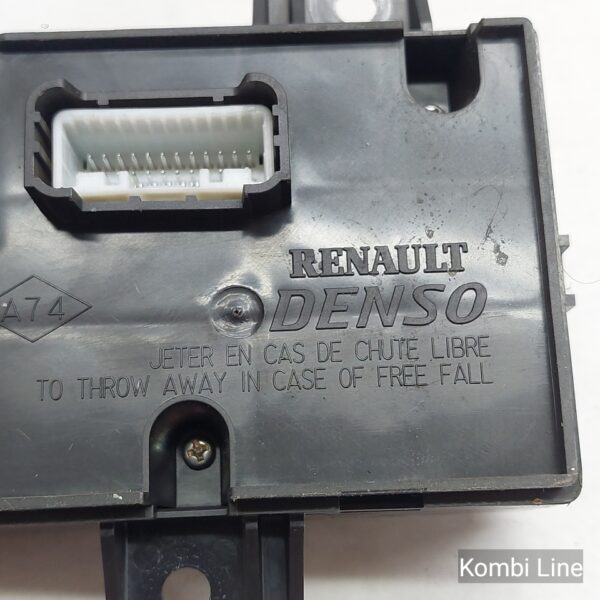 RENAULT
A74
DENSO
JETER EN CAS DE CHUTE LIBRE
TO THROW AWAY IN CASE OF FREE FALL
Kombi Line